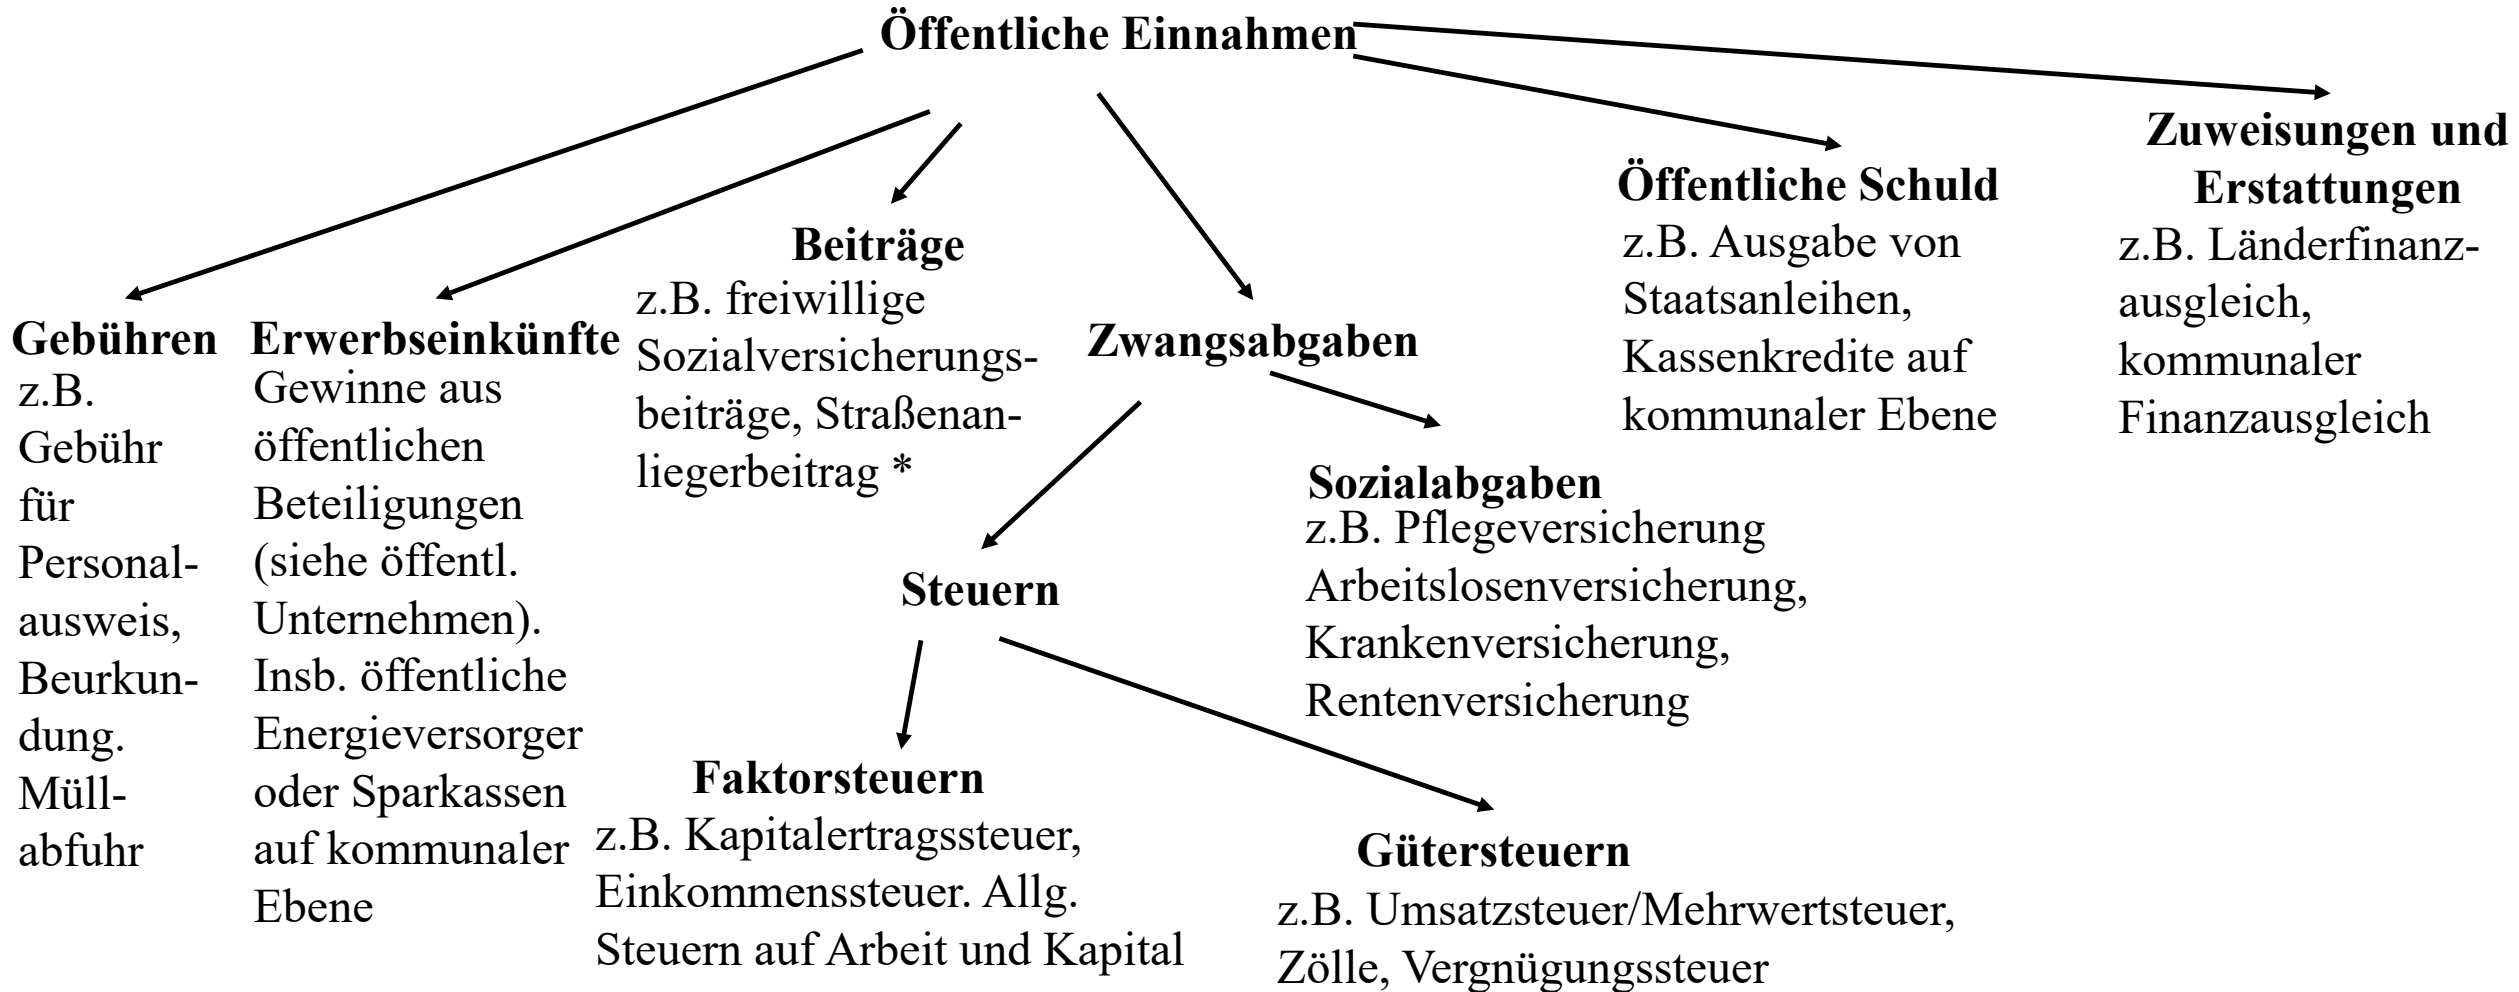 Öffentliche Einnahmen
Gebühren
z.B.
Gebühr
für
Personal-
ausweis,
Beurkun-
dung.
Müll-
abfuhr
Erwerbseinkünfte
Gewinne aus
öffentlichen
Beteiligungen
(siehe öffentl.
Unternehmen).
Insb. öffentliche
Energieversorger
oder Sparkassen
auf kommunaler
Ebene
Beiträge
z.B. freiwillige
Sozialversicherungs-
beiträge, Straßenan-
liegerbeitrag *
Zwangsabgaben
Steuern
Faktorsteuern
z.B. Kapitalertragssteuer,
Einkommenssteuer. Allg.
Steuern auf Arbeit und Kapital
Gütersteuern
z.B. Umsatzsteuer/Mehrwertsteuer,
Zölle, Vergnügungssteuer
Sozialabgaben
z.B. Pflegeversicherung
Arbeitslosenversicherung,
Krankenversicherung,
Rentenversicherung
Öffentliche Schuld
z.B. Ausgabe von
Staatsanleihen,
Kassenkredite auf
kommunaler Ebene
Zuweisungen und
Erstattungen
z.B. Länderfinanz-
ausgleich,
kommunaler
Finanzausgleich